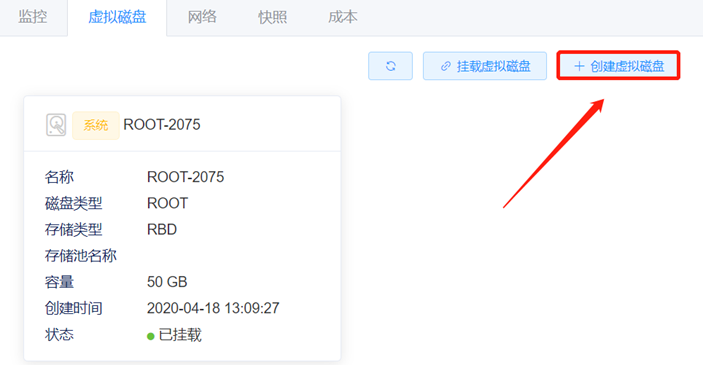 监控 虚拟磁盘 网络 快照 成本
挂载虚拟磁盘 + 创建虚拟磁盘
系统 ROOT-2075
名称 ROOT-2075
磁盘类型 ROOT
存储类型 RBD
存储池名称
容量 50 GB
创建时间 2020-04-18 13:09:27
状态 已挂载